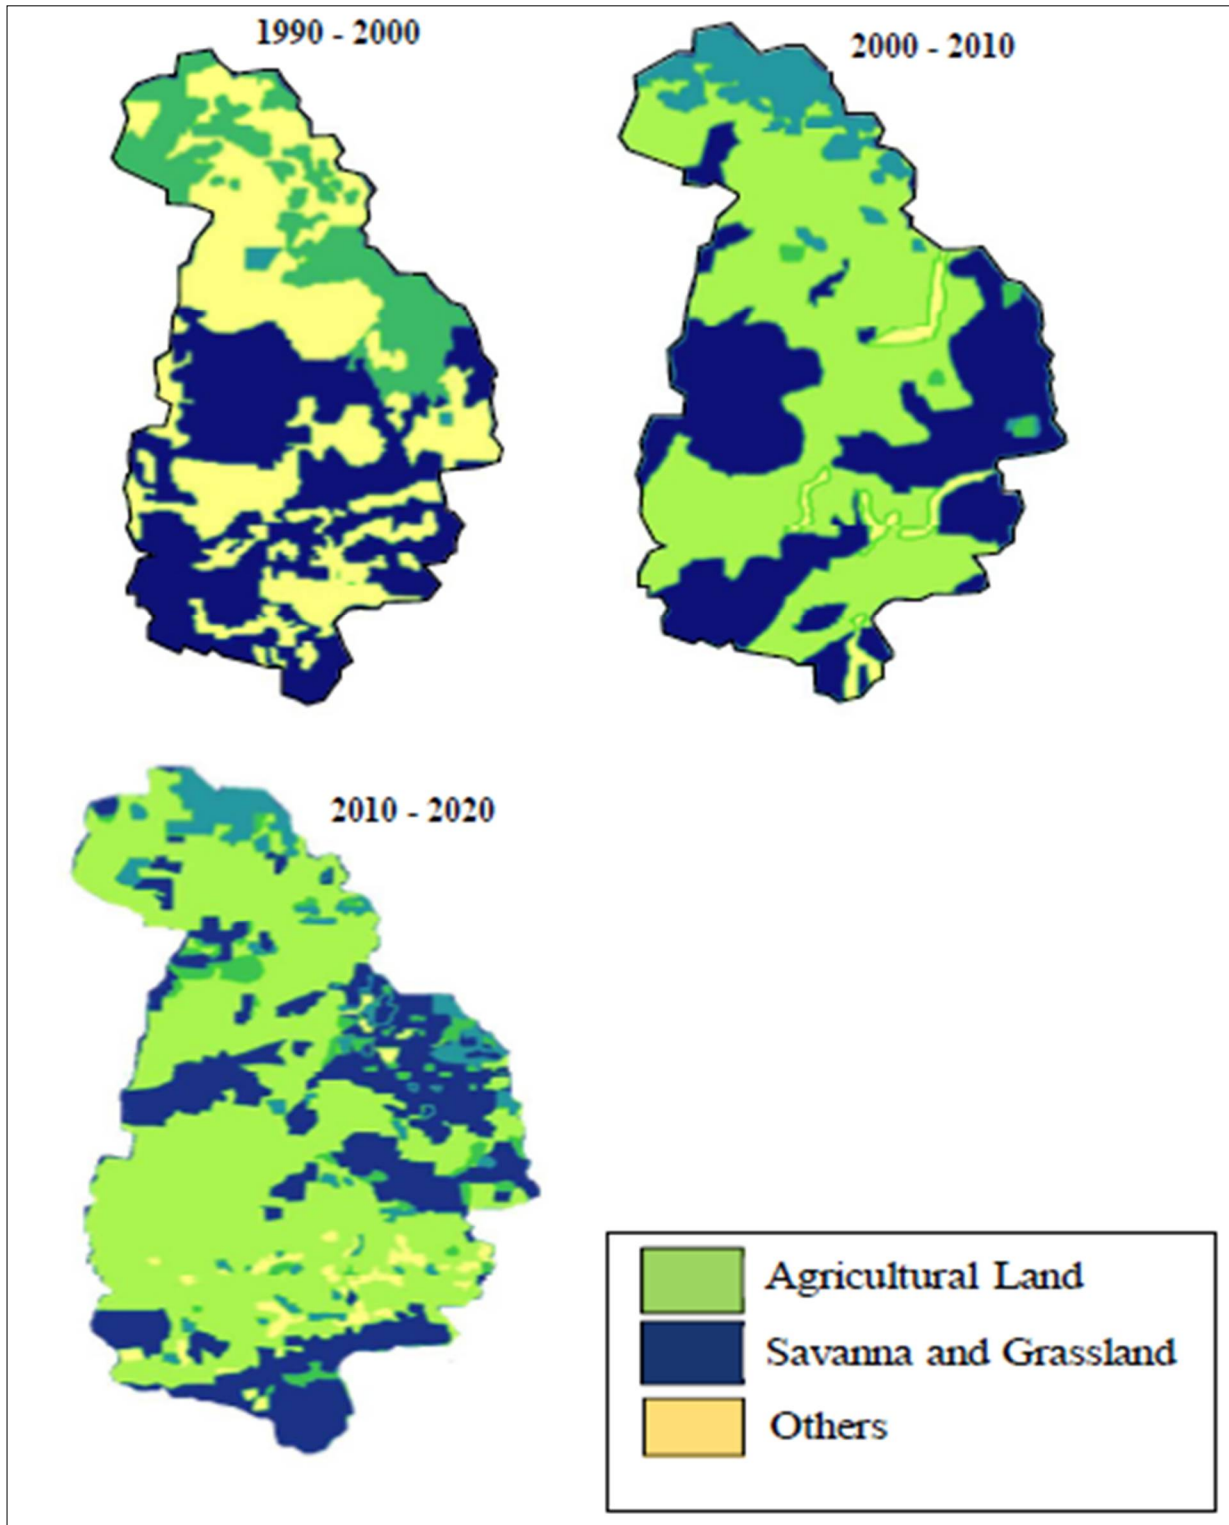 1990 - 2000
2000 - 2010
2010 - 2020
Agricultural Land
Savanna and Grassland
Others